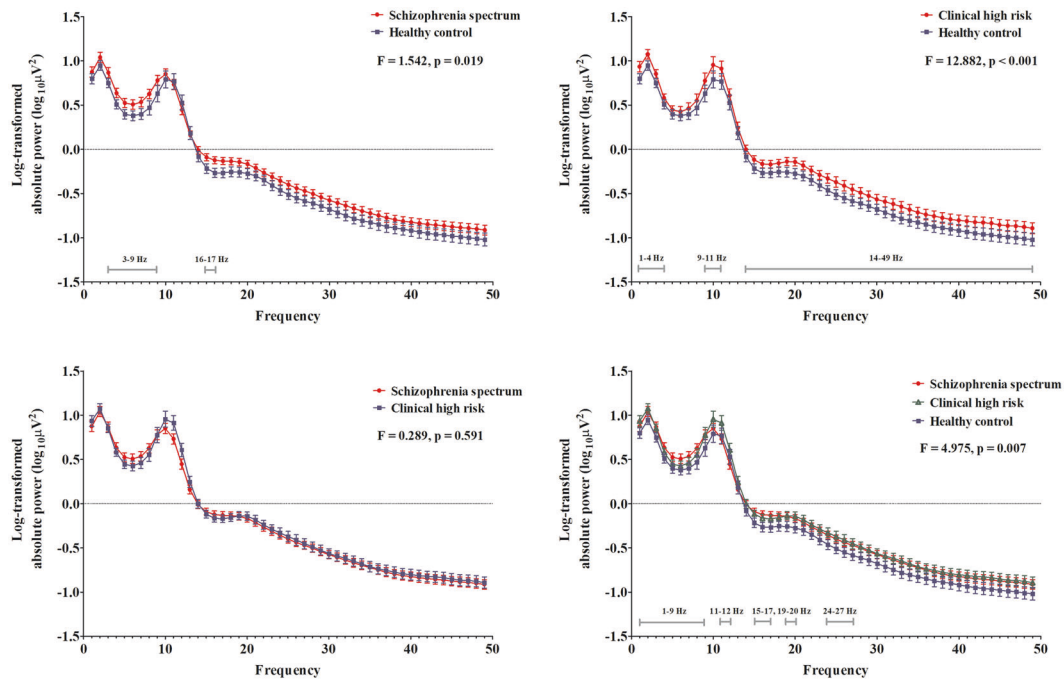 Schizophrenia spectrum
Healthy control
F = 1.542, p = 0.019
Log-transformed
absolute power (log10μV²)
1.5
1.0
0.5
0.0
-0.5
-1.0
-1.5
3-9 Hz
16-17 Hz
0
10
20
30
40
50
Frequency
Clinical high risk
Healthy control
F = 12.882, p < 0.001
Log-transformed
absolute power (log10μV²)
1.5
1.0
0.5
0.0
-0.5
-1.0
-1.5
1-4 Hz
9-11 Hz
14-49 Hz
0
10
20
30
40
50
Frequency
Schizophrenia spectrum
Clinical high risk
F = 0.289, p = 0.591
Log-transformed
absolute power (log10μV²)
1.5
1.0
0.5
0.0
-0.5
-1.0
-1.5
0
10
20
30
40
50
Frequency
Schizophrenia spectrum
Clinical high risk
Healthy control
F = 4.975, p = 0.007
Log-transformed
absolute power (log10μV²)
1.5
1.0
0.5
0.0
-0.5
-1.0
-1.5
1-9 Hz
11-12 Hz
15-17, 19-20 Hz
24-27 Hz
0
10
20
30
40
50
Frequency